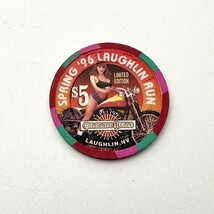 SPRING '96 LAUGHLIN RUN
LIMITED
EDITION
$5
LAUGHLIN, NV